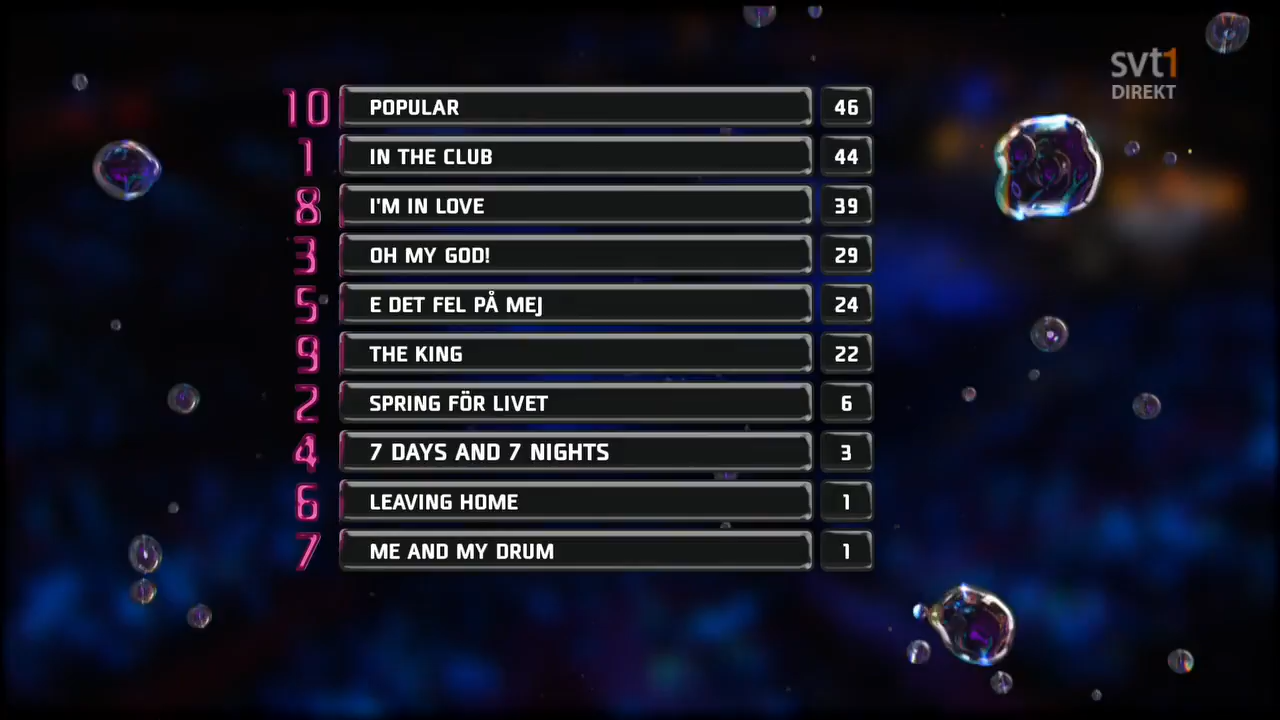 svt1
DIREKT
10 POPULAR 46
1 IN THE CLUB 44
8 I'M IN LOVE 39
3 OH MY GOD! 29
5 E DET FEL PÅ MEJ 24
9 THE KING 22
2 SPRING FÖR LIVET 6
4 7 DAYS AND 7 NIGHTS 3
6 LEAVING HOME 1
7 ME AND MY DRUM 1